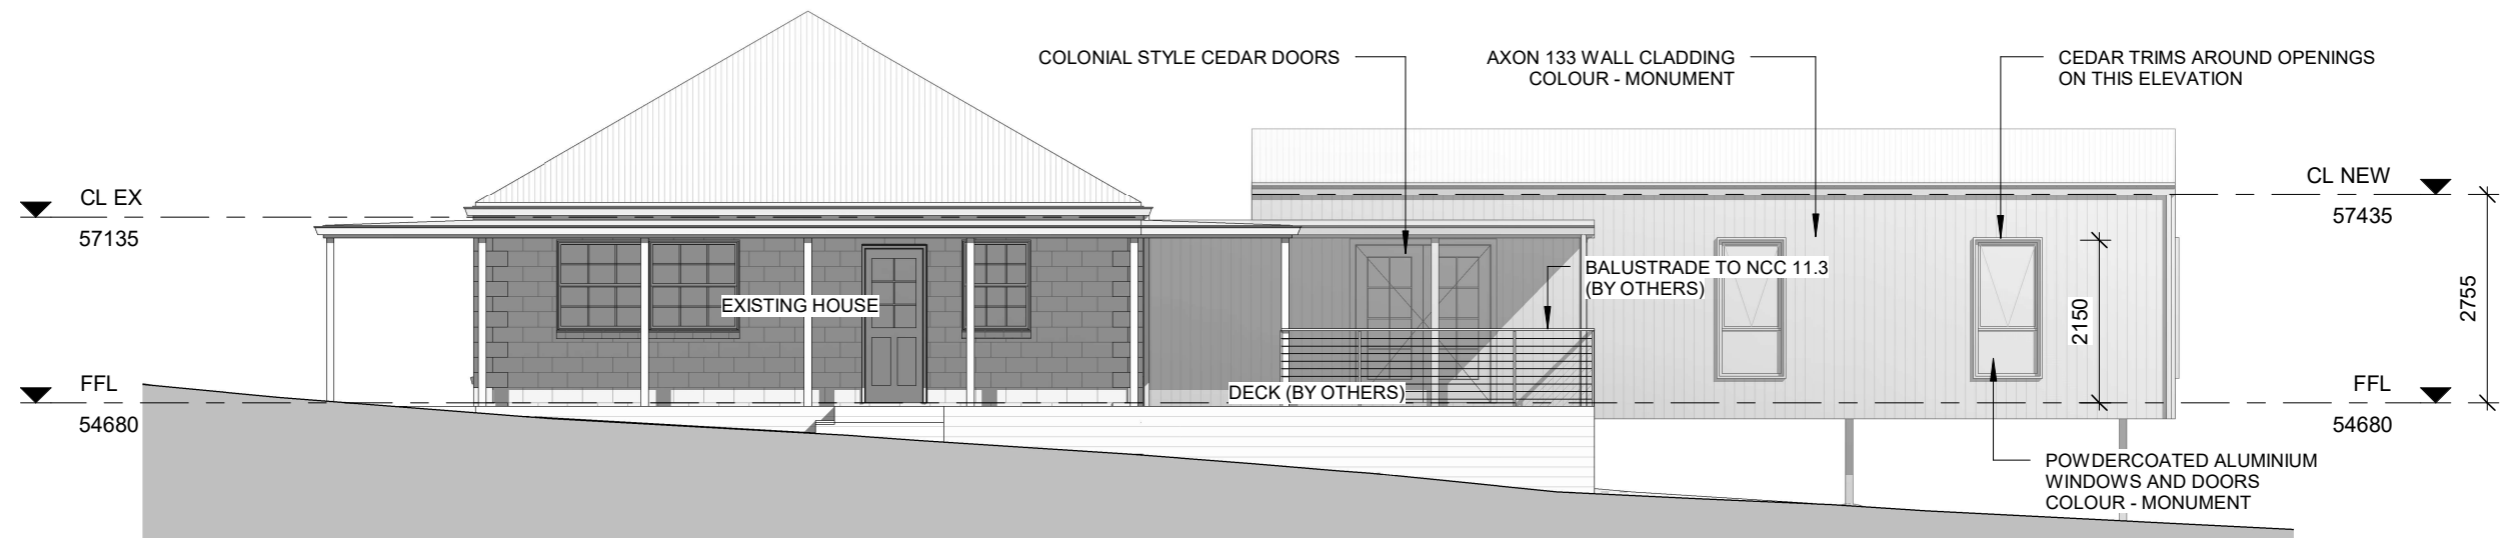 COLONIAL STYLE CEDAR DOORS
AXON 133 WALL CLADDING
COLOUR - MONUMENT
CEDAR TRIMS AROUND OPENINGS
ON THIS ELEVATION
CL EX
57135
CL NEW
57435
EXISTING HOUSE
BALUSTRADE TO NCC 11.3
(BY OTHERS)
2150
2755
FFL
54680
DECK (BY OTHERS)
FFL
54680
POWDERCOATED ALUMINIUM
WINDOWS AND DOORS
COLOUR - MONUMENT